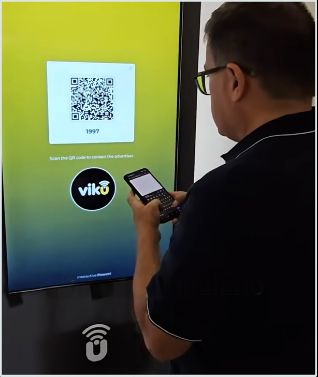 1997
Scan the QR code to contact the advertiser
viko